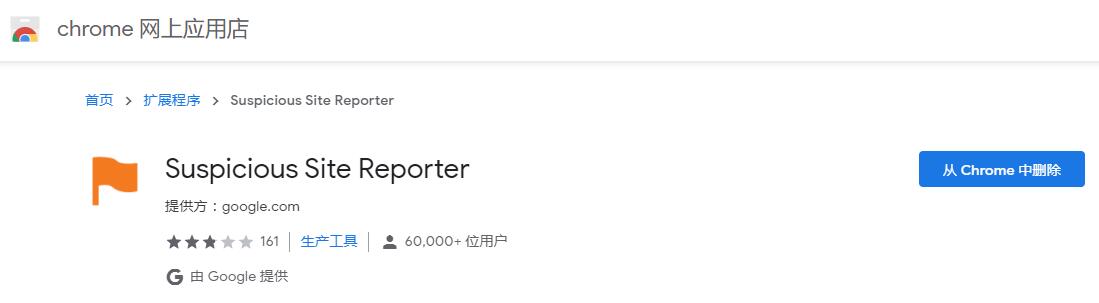 chrome 网上应用店
首页 > 扩展程序 > Suspicious Site Reporter
Suspicious Site Reporter
从 Chrome 中删除
提供方：google.com
161 生产工具 60,000+ 位用户
由 Google 提供